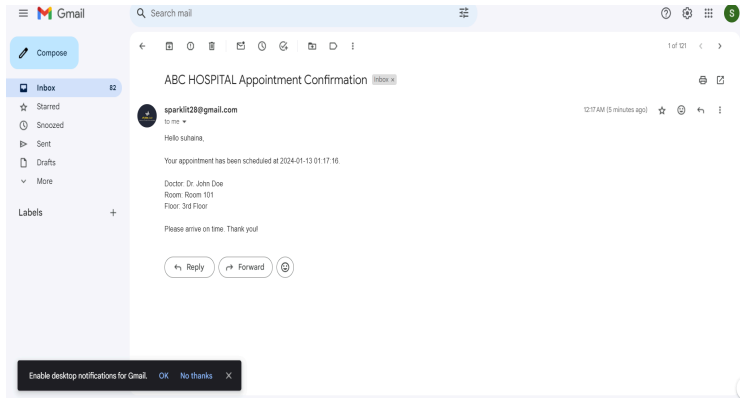 Gmail
Search mail
S
Compose
1 of 121
Inbox 82
Starred
Snoozed
Sent
Drafts
More
Labels
ABC HOSPITAL Appointment Confirmation Inbox x
sparklit28@gmail.com
12:17 AM (5 minutes ago)
to me
Hello suhaina,
Your appointment has been scheduled at 2024-01-13 01:17:16.
Doctor: Dr. John Doe
Room: Room 101
Floor: 3rd Floor
Please arrive on time. Thank you!
Reply Forward
Enable desktop notifications for Gmail. OK No thanks X